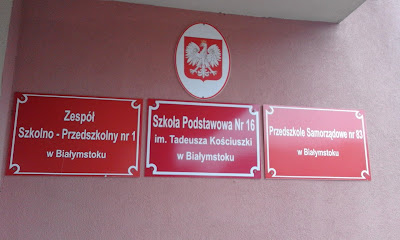 Zespół
Szkolno - Przedszkolny nr 1
w Białymstoku
Szkoła Podstawowa Nr 16
im. Tadeusza Kościuszki
w Białymstoku
Przedszkole Samorządowe nr 83
w Białymstoku